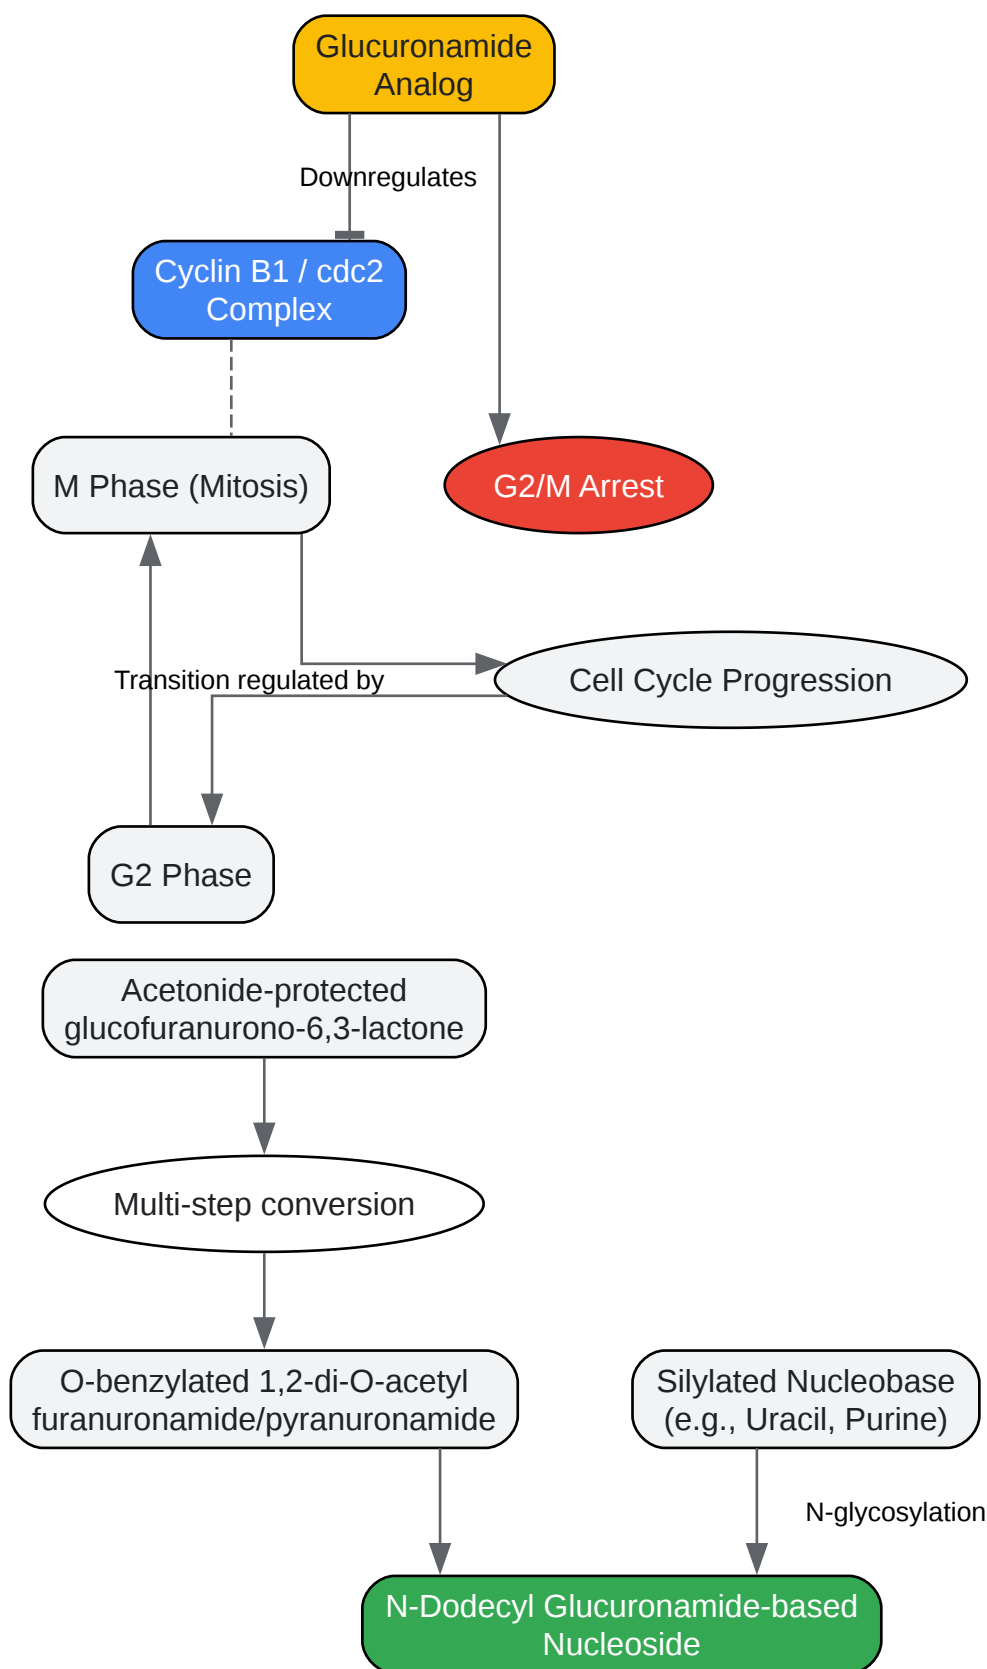 Glucuronamide
Analog
Downregulates
Cyclin B1 / cdc2
Complex
M Phase (Mitosis)
G2/M Arrest
Transition regulated by
Cell Cycle Progression
G2 Phase
Acetonide-protected
glucofuranurono-6,3-lactone
Multi-step conversion
O-benzylated 1,2-di-O-acetyl
furanuronamide/pyranuronamide
Silylated Nucleobase
(e.g., Uracil, Purine)
N-glycosylation
N-Dodecyl Glucuronamide-based
Nucleoside